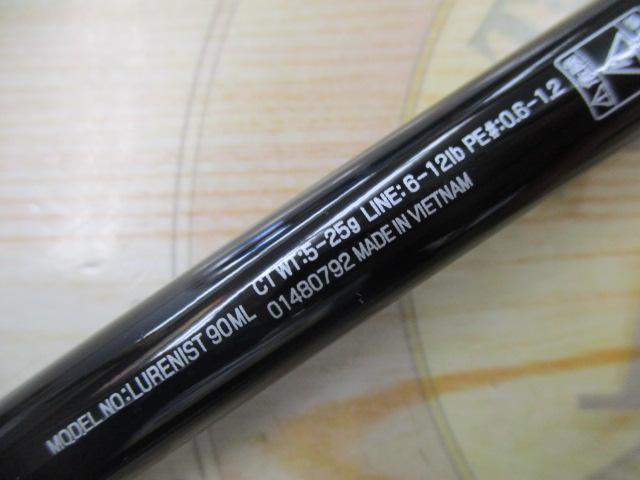 MODEL NO:LURENIST 90ML CT WT:5-25g LINE:6-12lb PE#:0.6-1.2
01480792 MADE IN VIETNAM